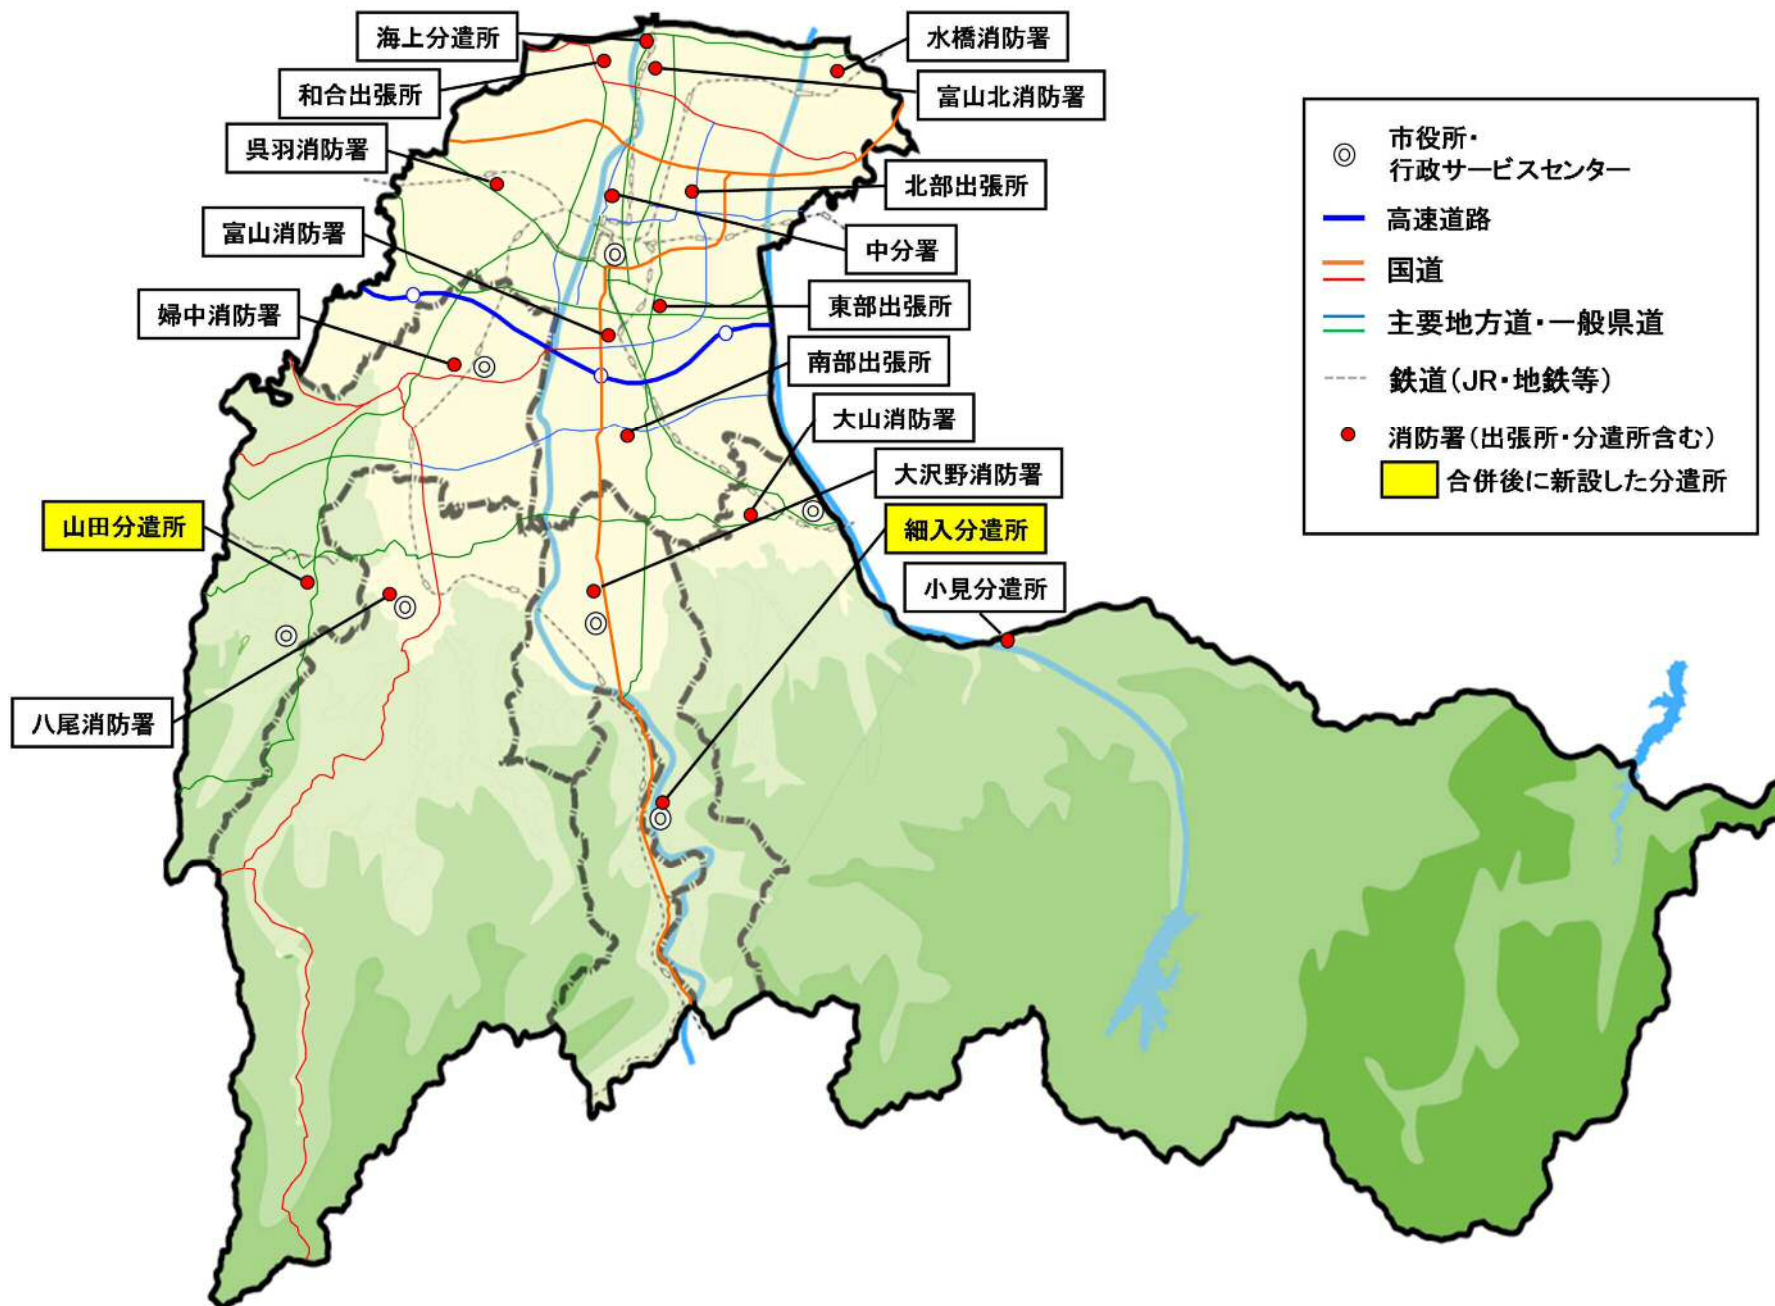 海上分遣所
水橋消防署
和合出張所
富山北消防署
呉羽消防署
北部出張所
富山消防署
中分署
婦中消防署
東部出張所
南部出張所
大山消防署
大沢野消防署
山田分遣所
細入分遣所
小見分遣所
八尾消防署
市役所・
行政サービスセンター
高速道路
国道
主要地方道・一般県道
鉄道(JR・地鉄等)
消防署(出張所・分遣所含む)
合併後に新設した分遣所